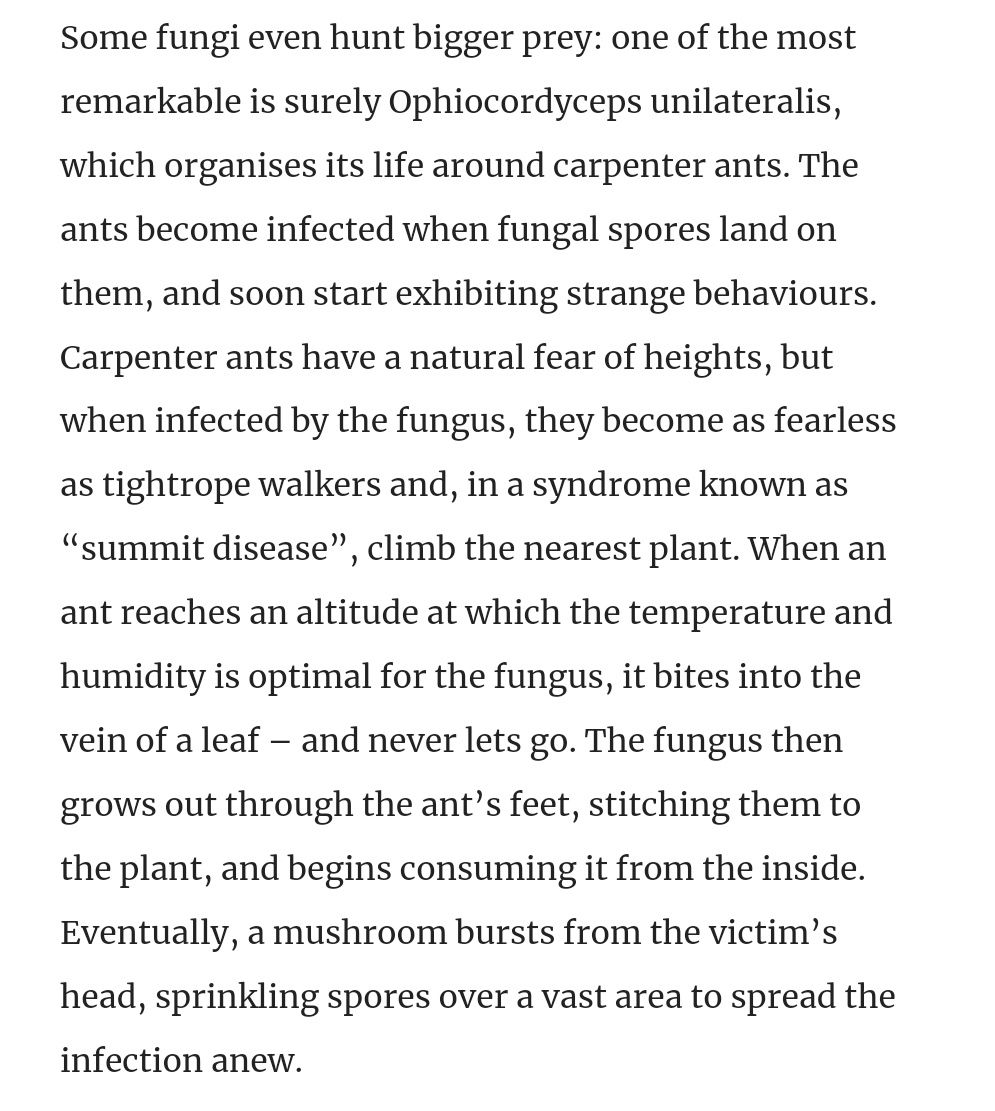 Some fungi even hunt bigger prey: one of the most
remarkable is surely Ophiocordyceps unilateralis,
which organises its life around carpenter ants. The
ants become infected when fungal spores land on
them, and soon start exhibiting strange behaviours.
Carpenter ants have a natural fear of heights, but
when infected by the fungus, they become as fearless
as tightrope walkers and, in a syndrome known as
“summit disease”, climb the nearest plant. When an
ant reaches an altitude at which the temperature and
humidity is optimal for the fungus, it bites into the
vein of a leaf – and never lets go. The fungus then
grows out through the ant’s feet, stitching them to
the plant, and begins consuming it from the inside.
Eventually, a mushroom bursts from the victim’s
head, sprinkling spores over a vast area to spread the
infection anew.